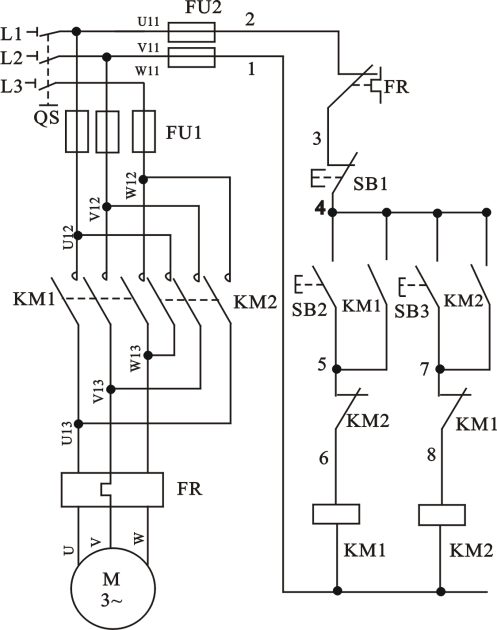 FU2
L1 U11 2
L2 V11 1
L3 W11
FR
QS
FU1
3
W12
SB1
V12
4
U12
KM1 KM2
SB2 KM1 SB3 KM2
W13
5 7
V13
KM2 KM1
U13
6 8
FR
KM1 KM2
U V W
M
3~